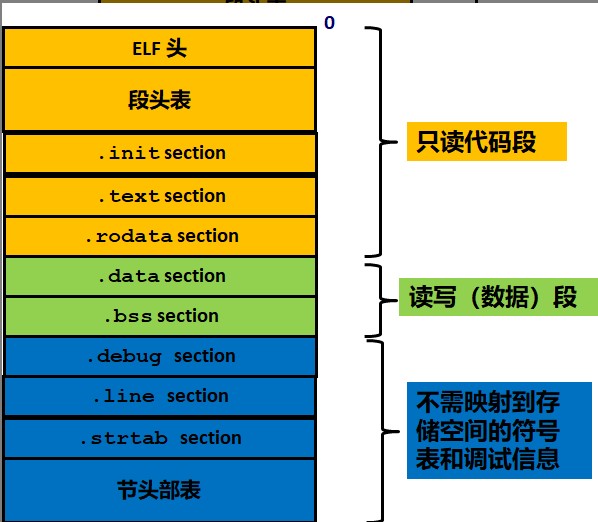 0
ELF 头
段头表
.init section
.text section
.rodata section
只读代码段
.data section
.bss section
读写（数据）段
.debug section
.line section
.strtab section
节头部表
不需映射到存
储空间的符号
表和调试信息